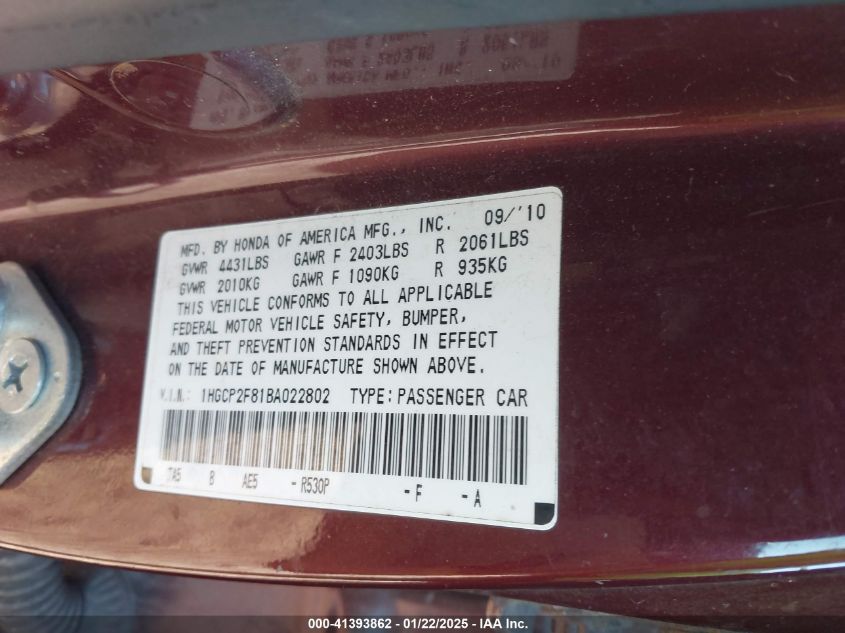 MFD. BY HONDA OF AMERICA MFG., INC. 09/'10
GVWR 4431LBS GAWR F 2403LBS R 2061LBS
GVWR 2010KG GAWR F 1090KG R 935KG
THIS VEHICLE CONFORMS TO ALL APPLICABLE
FEDERAL MOTOR VEHICLE SAFETY, BUMPER,
AND THEFT PREVENTION STANDARDS IN EFFECT
ON THE DATE OF MANUFACTURE SHOWN ABOVE.
V.I.N.: 1HGCP2F81BA022802 TYPE: PASSENGER CAR
TA5 B AE5 -R530P -F -A
000-41393862 - 01/22/2025 - IAA Inc.